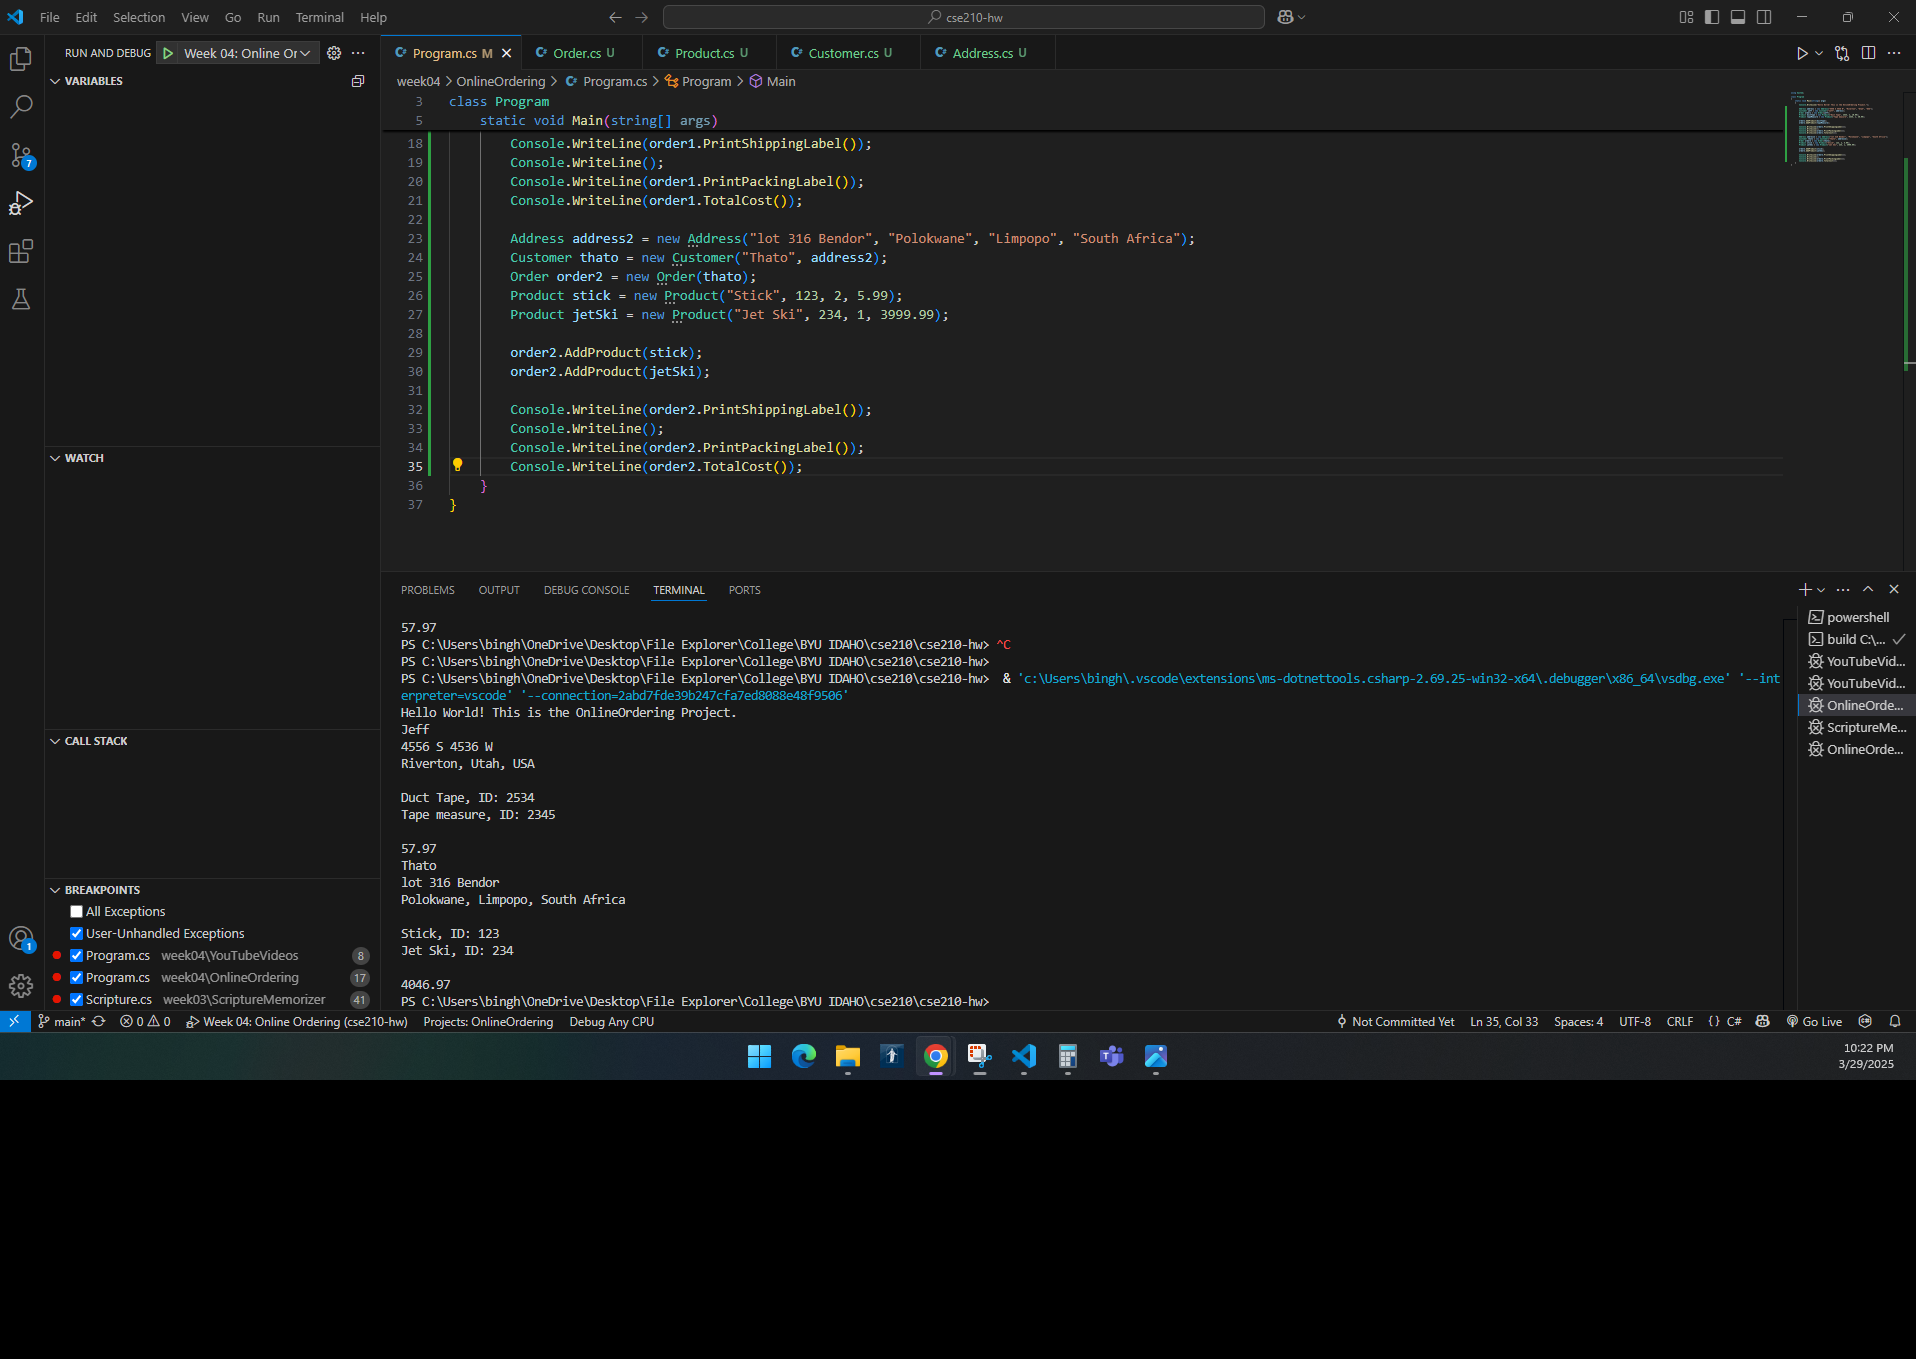 File Edit Selection View Go Run Terminal Help
cse210-hw
RUN AND DEBUG Week 04: Online Or
Program.cs M Order.cs U Product.cs U Customer.cs U Address.cs U
week04 > OnlineOrdering > Program.cs > Program > Main
VARIABLES
3 class Program
5 static void Main(string[] args)
18 Console.WriteLine(order1.PrintShippingLabel());
19 Console.WriteLine();
20 Console.WriteLine(order1.PrintPackingLabel());
21 Console.WriteLine(order1.TotalCost());
22
23 Address address2 = new Address("lot 316 Bendor", "Polokwane", "Limpopo", "South Africa");
24 Customer thato = new Customer("Thato", address2);
25 Order order2 = new Order(thato);
26 Product stick = new Product("Stick", 123, 2, 5.99);
27 Product jetSki = new Product("Jet Ski", 234, 1, 3999.99);
28
29 order2.AddProduct(stick);
30 order2.AddProduct(jetSki);
31
32 Console.WriteLine(order2.PrintShippingLabel());
33 Console.WriteLine();
34 Console.WriteLine(order2.PrintPackingLabel());
35 Console.WriteLine(order2.TotalCost());
36 }
37 }
WATCH
CALL STACK
BREAKPOINTS
All Exceptions
User-Unhandled Exceptions
Program.cs week04\YouTubeVideos 8
Program.cs week04\OnlineOrdering 17
Scripture.cs week03\ScriptureMemorizer 41
7
1
PROBLEMS OUTPUT DEBUG CONSOLE TERMINAL PORTS
57.97
PS C:\Users\bingh\OneDrive\Desktop\File Explorer\College\BYU IDAHO\cse210\cse210-hw> ^C
PS C:\Users\bingh\OneDrive\Desktop\File Explorer\College\BYU IDAHO\cse210\cse210-hw>
PS C:\Users\bingh\OneDrive\Desktop\File Explorer\College\BYU IDAHO\cse210\cse210-hw> & 'c:\Users\bingh\.vscode\extensions\ms-dotnettools.csharp-2.69.25-win32-x64\.debugger\x86_64\vsdbg.exe' '--int
erpreter=vscode' '--connection=2abd7fde39b247cfa7ed8088e48f9506'
Hello World! This is the OnlineOrdering Project.
Jeff
4556 S 4536 W
Riverton, Utah, USA
Duct Tape, ID: 2534
Tape measure, ID: 2345
57.97
Thato
lot 316 Bendor
Polokwane, Limpopo, South Africa
Stick, ID: 123
Jet Ski, ID: 234
4046.97
PS C:\Users\bingh\OneDrive\Desktop\File Explorer\College\BYU IDAHO\cse210\cse210-hw>
powershell
build C:\...
YouTubeVid...
YouTubeVid...
OnlineOrde...
ScriptureMe...
OnlineOrde...
main* 0 0 Week 04: Online Ordering (cse210-hw) Projects: OnlineOrdering Debug Any CPU
Not Committed Yet Ln 35, Col 33 Spaces: 4 UTF-8 CRLF {} C# Go Live
10:22 PM
3/29/2025